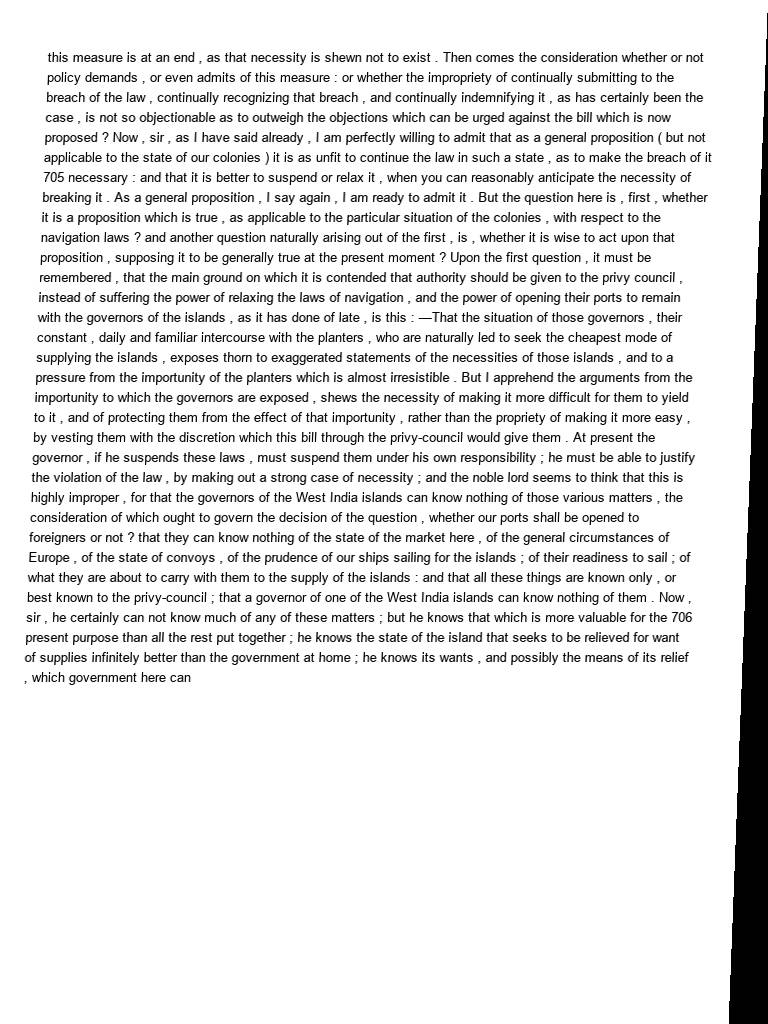 this measure is at an end , as that necessity is shewn not to exist . Then comes the consideration whether or not
policy demands , or even admits of this measure : or whether the impropriety of continually submitting to the
breach of the law , continually recognizing that breach , and continually indemnifying it , as has certainly been the
case , is not so objectionable as to outweigh the objections which can be urged against the bill which is now
proposed ? Now , sir , as I have said already , I am perfectly willing to admit that as a general proposition ( but not
applicable to the state of our colonies ) it is as unfit to continue the law in such a state , as to make the breach of it
705 necessary : and that it is better to suspend or relax it , when you can reasonably anticipate the necessity of
breaking it . As a general proposition , I say again , I am ready to admit it . But the question here is , first , whether
it is a proposition which is true , as applicable to the particular situation of the colonies , with respect to the
navigation laws ? and another question naturally arising out of the first , is , whether it is wise to act upon that
proposition , supposing it to be generally true at the present moment ? Upon the first question , it must be
remembered , that the main ground on which it is contended that authority should be given to the privy council ,
instead of suffering the power of relaxing the laws of navigation , and the power of opening their ports to remain
with the governors of the islands , as it has done of late , is this : —That the situation of those governors , their
constant , daily and familiar intercourse with the planters , who are naturally led to seek the cheapest mode of
supplying the islands , exposes thorn to exaggerated statements of the necessities of those islands , and to a
pressure from the importunity of the planters which is almost irresistible . But I apprehend the arguments from the
importunity to which the governors are exposed , shews the necessity of making it more difficult for them to yield
to it , and of protecting them from the effect of that importunity , rather than the propriety of making it more easy ,
by vesting them with the discretion which this bill through the privy-council would give them . At present the
governor , if he suspends these laws , must suspend them under his own responsibility ; he must be able to justify
the violation of the law , by making out a strong case of necessity ; and the noble lord seems to think that this is
highly improper , for that the governors of the West India islands can know nothing of those various matters , the
consideration of which ought to govern the decision of the question , whether our ports shall be opened to
foreigners or not ? that they can know nothing of the state of the market here , of the general circumstances of
Europe , of the state of convoys , of the prudence of our ships sailing for the islands ; of their readiness to sail ; of
what they are about to carry with them to the supply of the islands : and that all these things are known only , or
best known to the privy-council ; that a governor of one of the West India islands can know nothing of them . Now ,
sir , he certainly can not know much of any of these matters ; but he knows that which is more valuable for the 706
present purpose than all the rest put together ; he knows the state of the island that seeks to be relieved for want
of supplies infinitely better than the government at home ; he knows its wants , and possibly the means of its relief
, which government here can